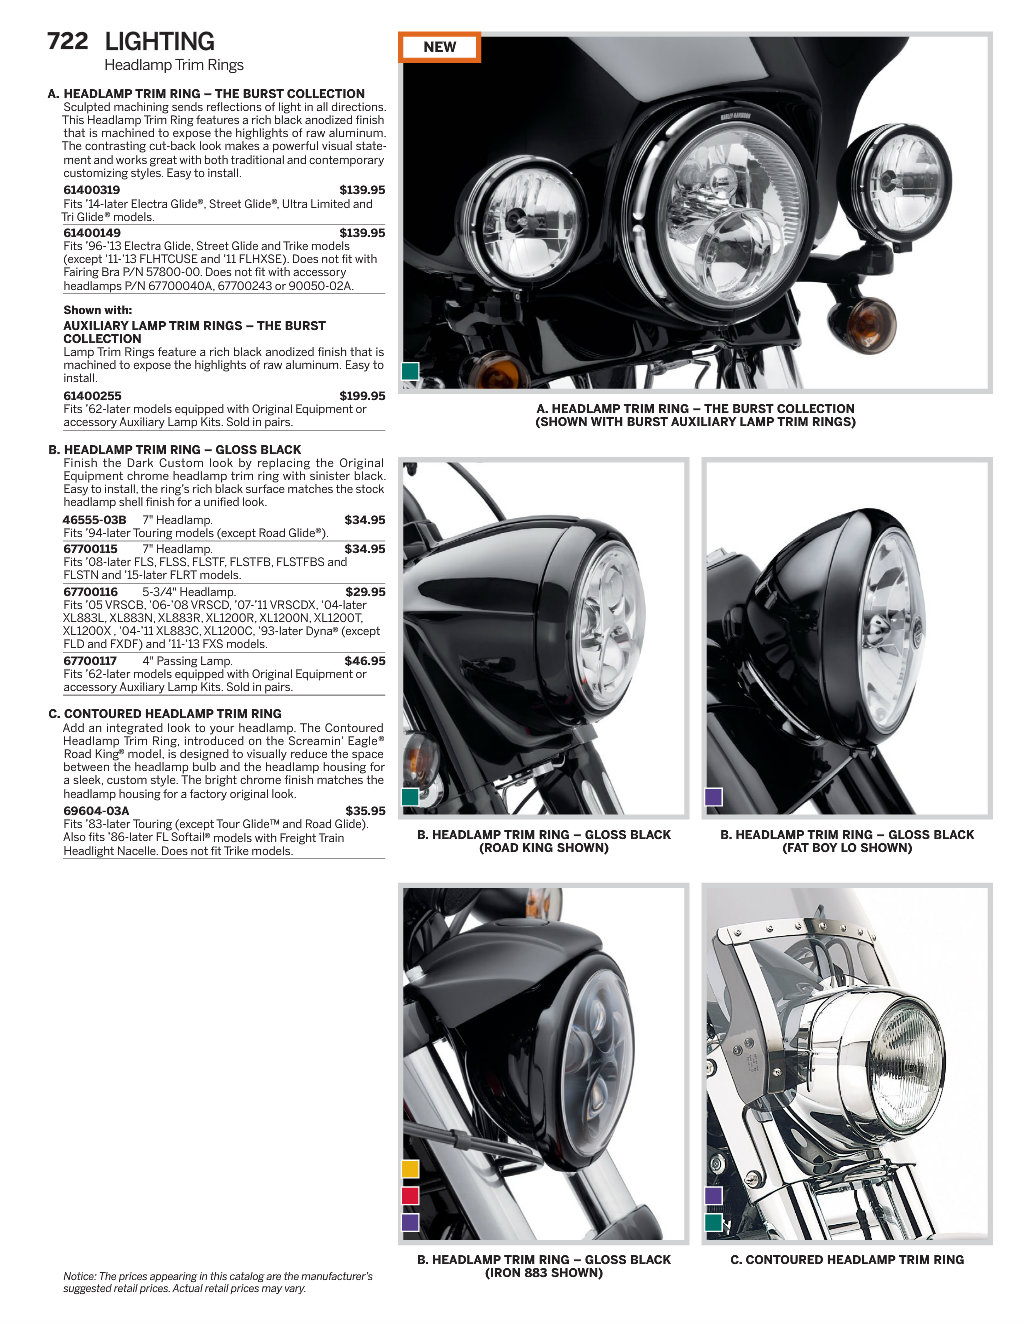 722 LIGHTING
Headlamp Trim Rings
A. HEADLAMP TRIM RING – THE BURST COLLECTION
Sculpted machining sends reflections of light in all directions.
This Headlamp Trim Ring features a rich black anodized finish
that is machined to expose the highlights of raw aluminum.
The contrasting cut-back look makes a powerful visual state-
ment and works great with both traditional and contemporary
customizing styles. Easy to install.
61400319 $139.95
Fits ’14-later Electra Glide®, Street Glide®, Ultra Limited and
Tri Glide® models.
61400149 $139.95
Fits ’96-’13 Electra Glide, Street Glide and Trike models
(except ’11-’13 FLHTCUSE and ’11 FLHXSE). Does not fit with
Fairing Bra P/N 57800-00. Does not fit with accessory
headlamps P/N 67700040A, 67700243 or 90050-02A.
Shown with:
AUXILIARY LAMP TRIM RINGS – THE BURST
COLLECTION
Lamp Trim Rings feature a rich black anodized finish that is
machined to expose the highlights of raw aluminum. Easy to
install.
61400255 $199.95
Fits ’62-later models equipped with Original Equipment or
accessory Auxiliary Lamp Kits. Sold in pairs.
B. HEADLAMP TRIM RING – GLOSS BLACK
Finish the Dark Custom look by replacing the Original
Equipment chrome headlamp trim ring with sinister black.
Easy to install, the ring’s rich black surface matches the stock
headlamp shell finish for a unified look.
46555-03B 7" Headlamp. $34.95
Fits ’94-later Touring models (except Road Glide®).
67700115 7" Headlamp. $34.95
Fits ’08-later FLS, FLSS, FLSTF, FLSTFB, FLSTFBS and
FLSTN and ’15-later FLRT models.
67700116 5-3/4" Headlamp. $29.95
Fits ’05 VRSCB, ’06-’08 VRSCD, ’07-’11 VRSCDX, ’04-later
XL883L, XL883N, XL883R, XL1200R, XL1200N, XL1200T,
XL1200X , ’04-’11 XL883C, XL1200C, ’93-later Dyna® (except
FLD and FXDF) and ’11-’13 FXS models.
67700117 4" Passing Lamp. $46.95
Fits ’62-later models equipped with Original Equipment or
accessory Auxiliary Lamp Kits. Sold in pairs.
C. CONTOURED HEADLAMP TRIM RING
Add an integrated look to your headlamp. The Contoured
Headlamp Trim Ring, introduced on the Screamin’ Eagle®
Road King® model, is designed to visually reduce the space
between the headlamp bulb and the headlamp housing for
a sleek, custom style. The bright chrome finish matches the
headlamp housing for a factory original look.
69604-03A $35.95
Fits ’83-later Touring (except Tour Glide™ and Road Glide).
Also fits ’86-later FL Softail® models with Freight Train
Headlight Nacelle. Does not fit Trike models.
Notice: The prices appearing in this catalog are the manufacturer’s
suggested retail prices. Actual retail prices may vary.
NEW
HARLEY-DAVIDSON
A. HEADLAMP TRIM RING – THE BURST COLLECTION
(SHOWN WITH BURST AUXILIARY LAMP TRIM RINGS)
B. HEADLAMP TRIM RING – GLOSS BLACK
(ROAD KING SHOWN)
B. HEADLAMP TRIM RING – GLOSS BLACK
(FAT BOY LO SHOWN)
B. HEADLAMP TRIM RING – GLOSS BLACK
(IRON 883 SHOWN)
C. CONTOURED HEADLAMP TRIM RING